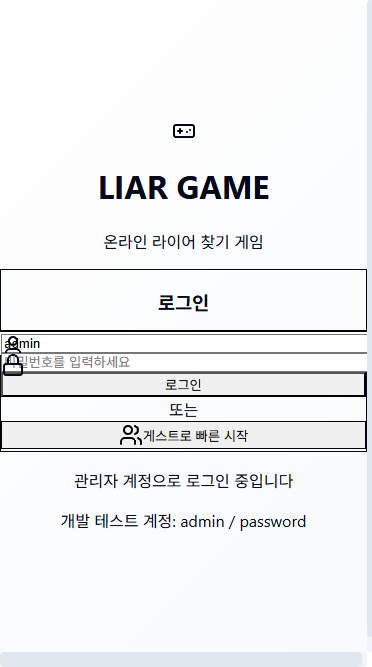 LIAR GAME
온라인 라이어 찾기 게임
로그인
admin
비밀번호를 입력하세요
로그인
또는
게스트로 빠른 시작
관리자 계정으로 로그인 중입니다
개발 테스트 계정: admin / password